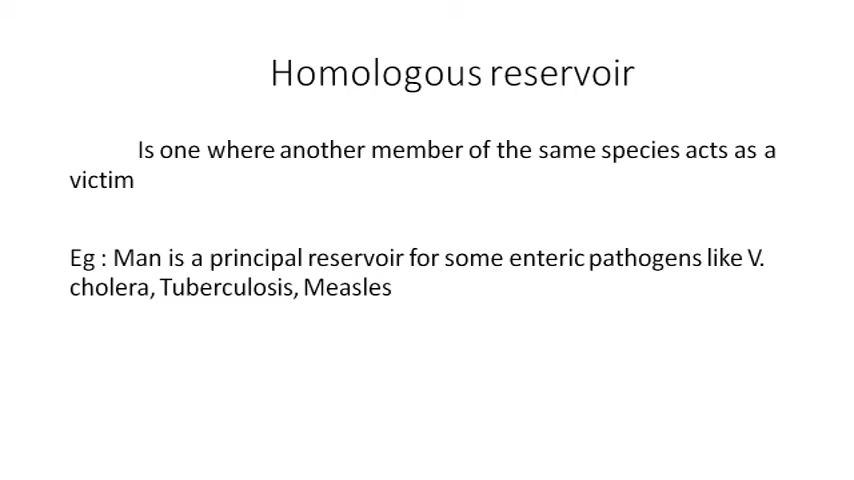 Homologous reservoir
Is one where another member of the same species acts as a
victim
Eg : Man is a principal reservoir for some enteric pathogens like V.
cholera, Tuberculosis, Measles